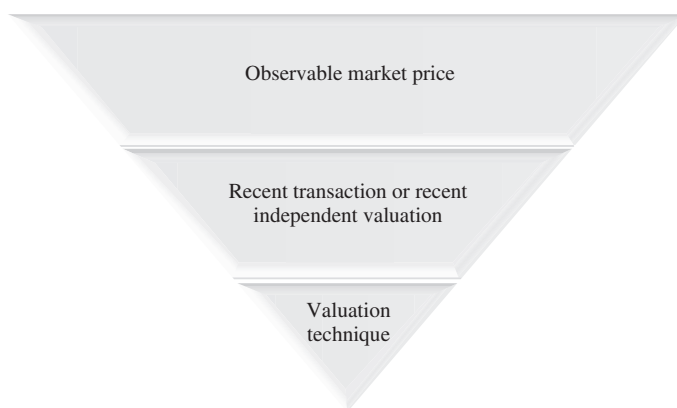 Observable market price
Recent transaction or recent
independent valuation
Valuation
technique